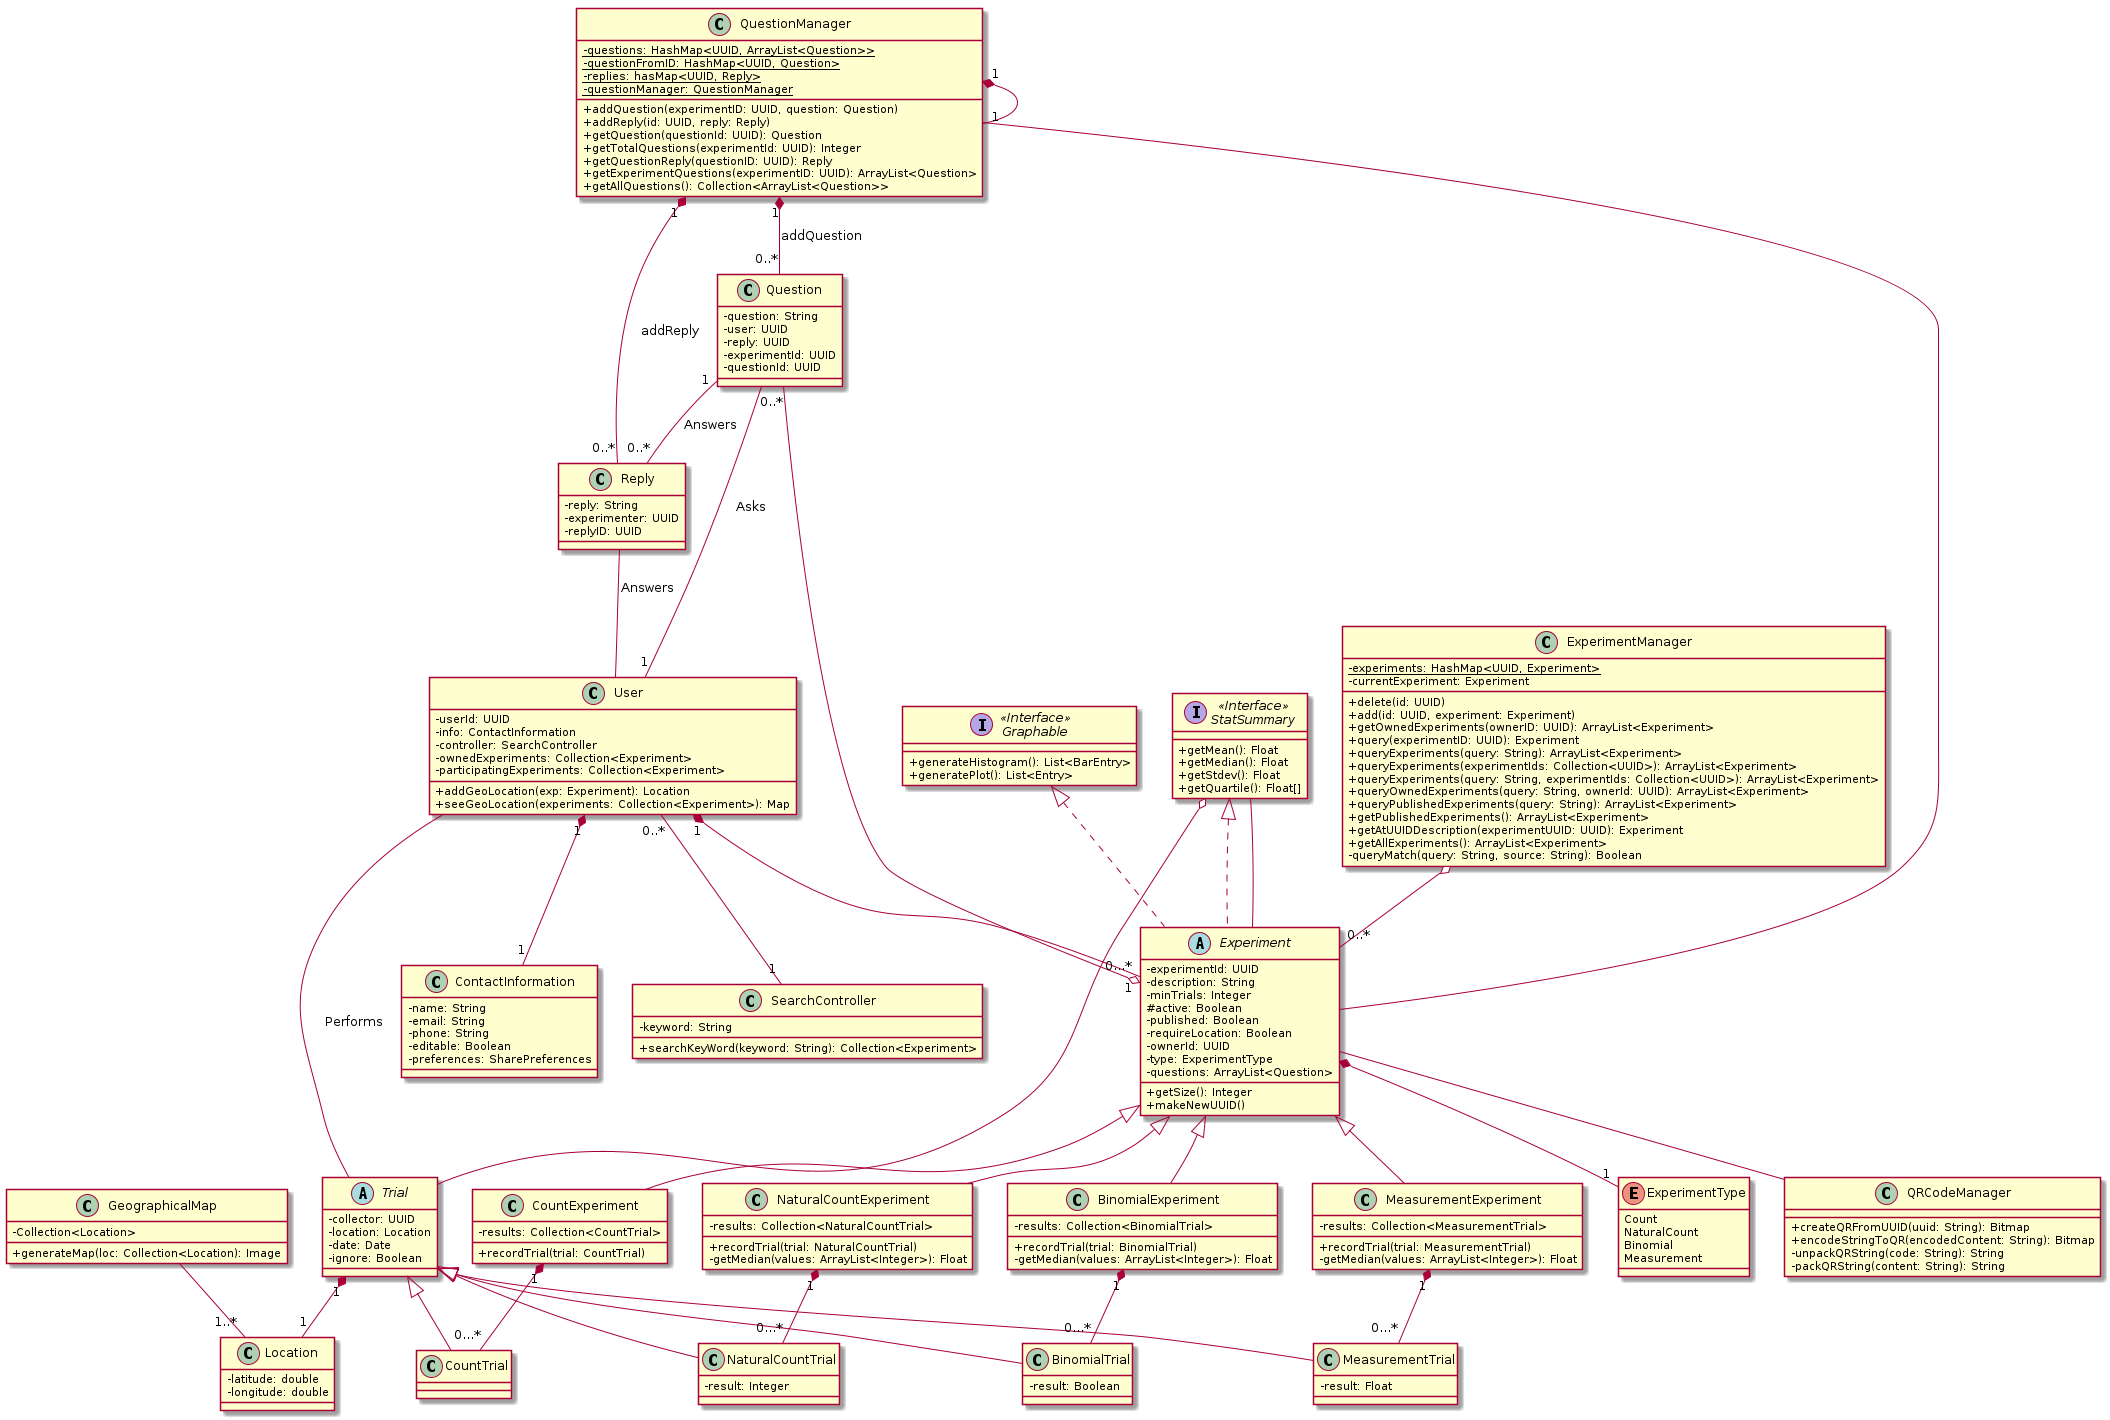 C QuestionManager
-questions: HashMap<UUID, ArrayList<Question>>
-questionFromID: HashMap<UUID, Question>
-replies: hasMap<UUID, Reply>
-questionManager: QuestionManager
+addQuestion(experimentID: UUID, question: Question)
+addReply(id: UUID, reply: Reply)
+getQuestion(questionId: UUID): Question
+getTotalQuestions(experimentId: UUID): Integer
+getQuestionReply(questionID: UUID): Reply
+getExperimentQuestions(experimentID: UUID): ArrayList<Question>
+getAllQuestions(): Collection<ArrayList<Question>>
1
1
1
1
addQuestion
0..*
C Question
-question: String
-user: UUID
-reply: UUID
-experimentId: UUID
-questionId: UUID
addReply
1
0..*
Answers
0..*
0..*
C Reply
-reply: String
-experimenter: UUID
-replyID: UUID
Asks
Answers
1
C User
-userId: UUID
-info: ContactInformation
-controller: SearchController
-ownedExperiments: Collection<Experiment>
-participatingExperiments: Collection<Experiment>
+addGeoLocation(exp: Experiment): Location
+seeGeoLocation(experiments: Collection<Experiment>): Map
I «Interface»
Graphable
+generateHistogram(): List<BarEntry>
+generatePlot(): List<Entry>
I «Interface»
StatSummary
+getMean(): Float
+getMedian(): Float
+getStdev(): Float
+getQuartile(): Float[]
C ExperimentManager
-experiments: HashMap<UUID, Experiment>
-currentExperiment: Experiment
+delete(id: UUID)
+add(id: UUID, experiment: Experiment)
+getOwnedExperiments(ownerID: UUID): ArrayList<Experiment>
+query(experimentID: UUID): Experiment
+queryExperiments(query: String): ArrayList<Experiment>
+queryExperiments(experimentIds: Collection<UUID>): ArrayList<Experiment>
+queryExperiments(query: String, experimentIds: Collection<UUID>): ArrayList<Experiment>
+queryOwnedExperiments(query: String, ownerId: UUID): ArrayList<Experiment>
+queryPublishedExperiments(query: String): ArrayList<Experiment>
+getPublishedExperiments(): ArrayList<Experiment>
+getAtUUIDDescription(experimentUUID: UUID): Experiment
+getAllExperiments(): ArrayList<Experiment>
-queryMatch(query: String, source: String): Boolean
1
0..*
1
0..*
1
1
0...*
1
C ContactInformation
-name: String
-email: String
-phone: String
-editable: Boolean
-preferences: SharePreferences
C SearchController
-keyword: String
+searchKeyWord(keyword: String): Collection<Experiment>
A Experiment
-experimentId: UUID
-description: String
-minTrials: Integer
#active: Boolean
-published: Boolean
-requireLocation: Boolean
-ownerId: UUID
-type: ExperimentType
-questions: ArrayList<Question>
+getSize(): Integer
+makeNewUUID()
Performs
1
C GeographicalMap
-Collection<Location>
+generateMap(loc: Collection<Location): Image
A Trial
-collector: UUID
-location: Location
-date: Date
-ignore: Boolean
C CountExperiment
-results: Collection<CountTrial>
+recordTrial(trial: CountTrial)
C NaturalCountExperiment
-results: Collection<NaturalCountTrial>
+recordTrial(trial: NaturalCountTrial)
-getMedian(values: ArrayList<Integer>): Float
C BinomialExperiment
-results: Collection<BinomialTrial>
+recordTrial(trial: BinomialTrial)
-getMedian(values: ArrayList<Integer>): Float
C MeasurementExperiment
-results: Collection<MeasurementTrial>
+recordTrial(trial: MeasurementTrial)
-getMedian(values: ArrayList<Integer>): Float
E ExperimentType
Count
NaturalCount
Binomial
Measurement
C QRCodeManager
+createQRFromUUID(uuid: String): Bitmap
+encodeStringToQR(encodedContent: String): Bitmap
-unpackQRString(code: String): String
-packQRString(content: String): String
1
1
1
1
1
1..*
1
0...*
0...*
0...*
0...*
C Location
-latitude: double
-longitude: double
C CountTrial
C NaturalCountTrial
-result: Integer
C BinomialTrial
-result: Boolean
C MeasurementTrial
-result: Float